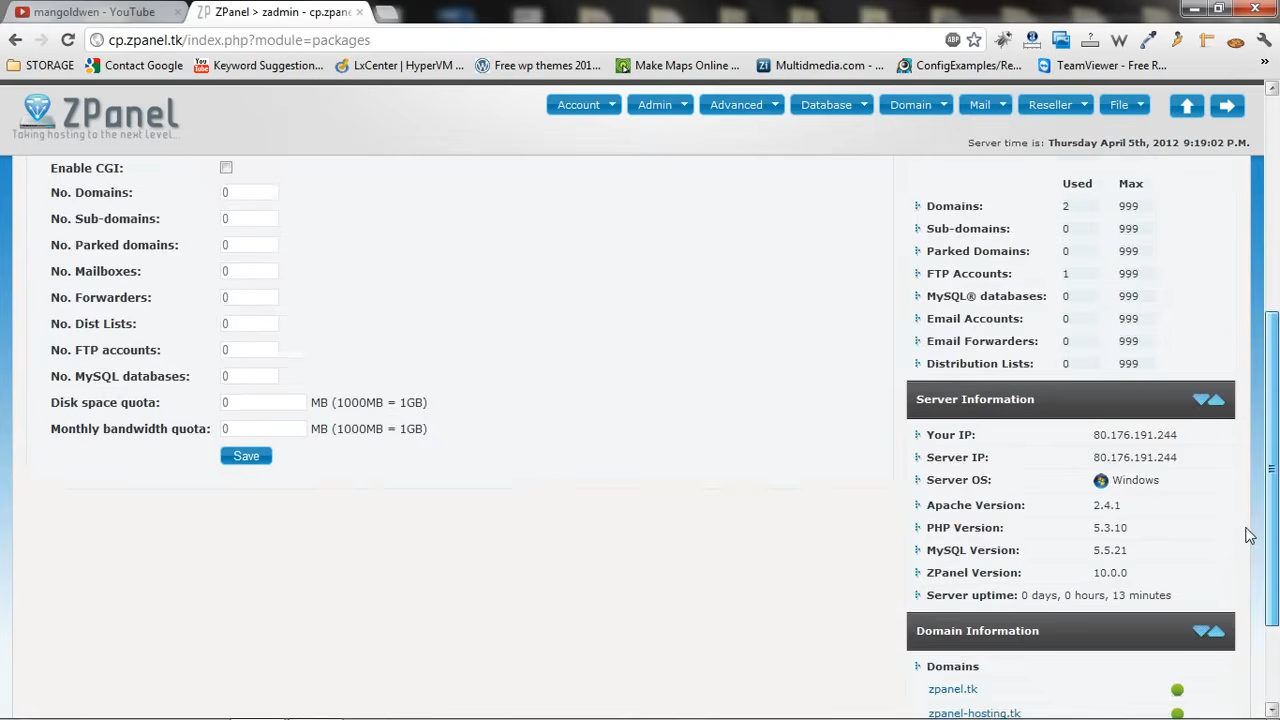 mangoldwen - YouTube
ZPanel > zadmin - cp.zpane
cp.zpanel.tk/index.php?module=packages
ABP
STORAGE
Contact Google
Keyword Suggestion...
LxCenter | HyperVM ...
Free wp themes 201...
Make Maps Online ...
Multidmedia.com - ...
ConfigExamples/Re...
TeamViewer - Free R...
ZPanel
Taking hosting to the next level...
Account
Admin
Advanced
Database
Domain
Mail
Reseller
File
Server time is: Thursday April 5th, 2012 9:19:02 P.M.
Enable CGI:
No. Domains: 0
No. Sub-domains: 0
No. Parked domains: 0
No. Mailboxes: 0
No. Forwarders: 0
No. Dist Lists: 0
No. FTP accounts: 0
No. MySQL databases: 0
Disk space quota: 0 MB (1000MB = 1GB)
Monthly bandwidth quota: 0 MB (1000MB = 1GB)
Save
Used Max
Domains: 2 999
Sub-domains: 0 999
Parked Domains: 0 999
FTP Accounts: 1 999
MySQL® databases: 0 999
Email Accounts: 0 999
Email Forwarders: 0 999
Distribution Lists: 0 999
Server Information
Your IP: 80.176.191.244
Server IP: 80.176.191.244
Server OS: Windows
Apache Version: 2.4.1
PHP Version: 5.3.10
MySQL Version: 5.5.21
ZPanel Version: 10.0.0
Server uptime: 0 days, 0 hours, 13 minutes
Domain Information
Domains
zpanel.tk
zpanel-hosting.tk